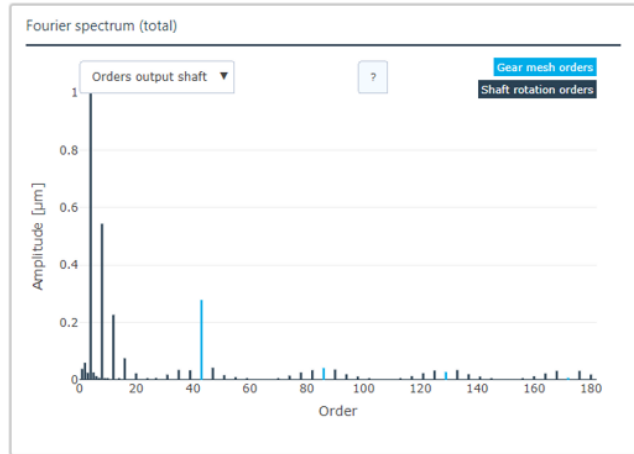 Fourier spectrum (total)
Orders output shaft ▼
?
Gear mesh orders
Shaft rotation orders
1
0.8
0.6
0.4
0.2
0
Amplitude [µm]
0 20 40 60 80 100 120 140 160 180
Order